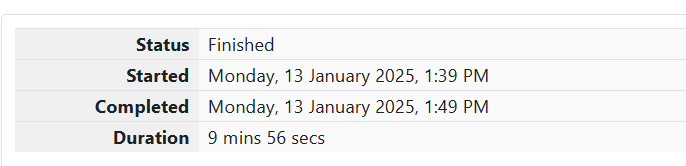 Status Finished
Started Monday, 13 January 2025, 1:39 PM
Completed Monday, 13 January 2025, 1:49 PM
Duration 9 mins 56 secs